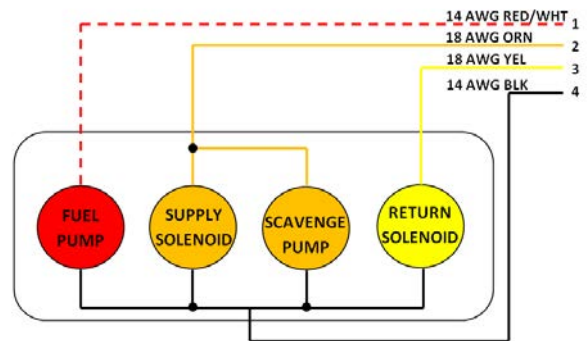 14 AWG RED/WHT 1
18 AWG ORN 2
18 AWG YEL 3
14 AWG BLK 4
FUEL
PUMP
SUPPLY
SOLENOID
SCAVENGE
PUMP
RETURN
SOLENOID